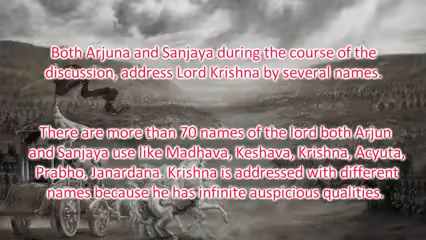 Both Arjuna and Sanjaya during the course of the
discussion, address Lord Krishna by several names.
There are more than 70 names of the lord both Arjun
and Sanjaya use like Madhava, Keshava, Krishna, Acyuta,
Prabho, Janardana. Krishna is addressed with different
names because he has infinite auspicious qualities.